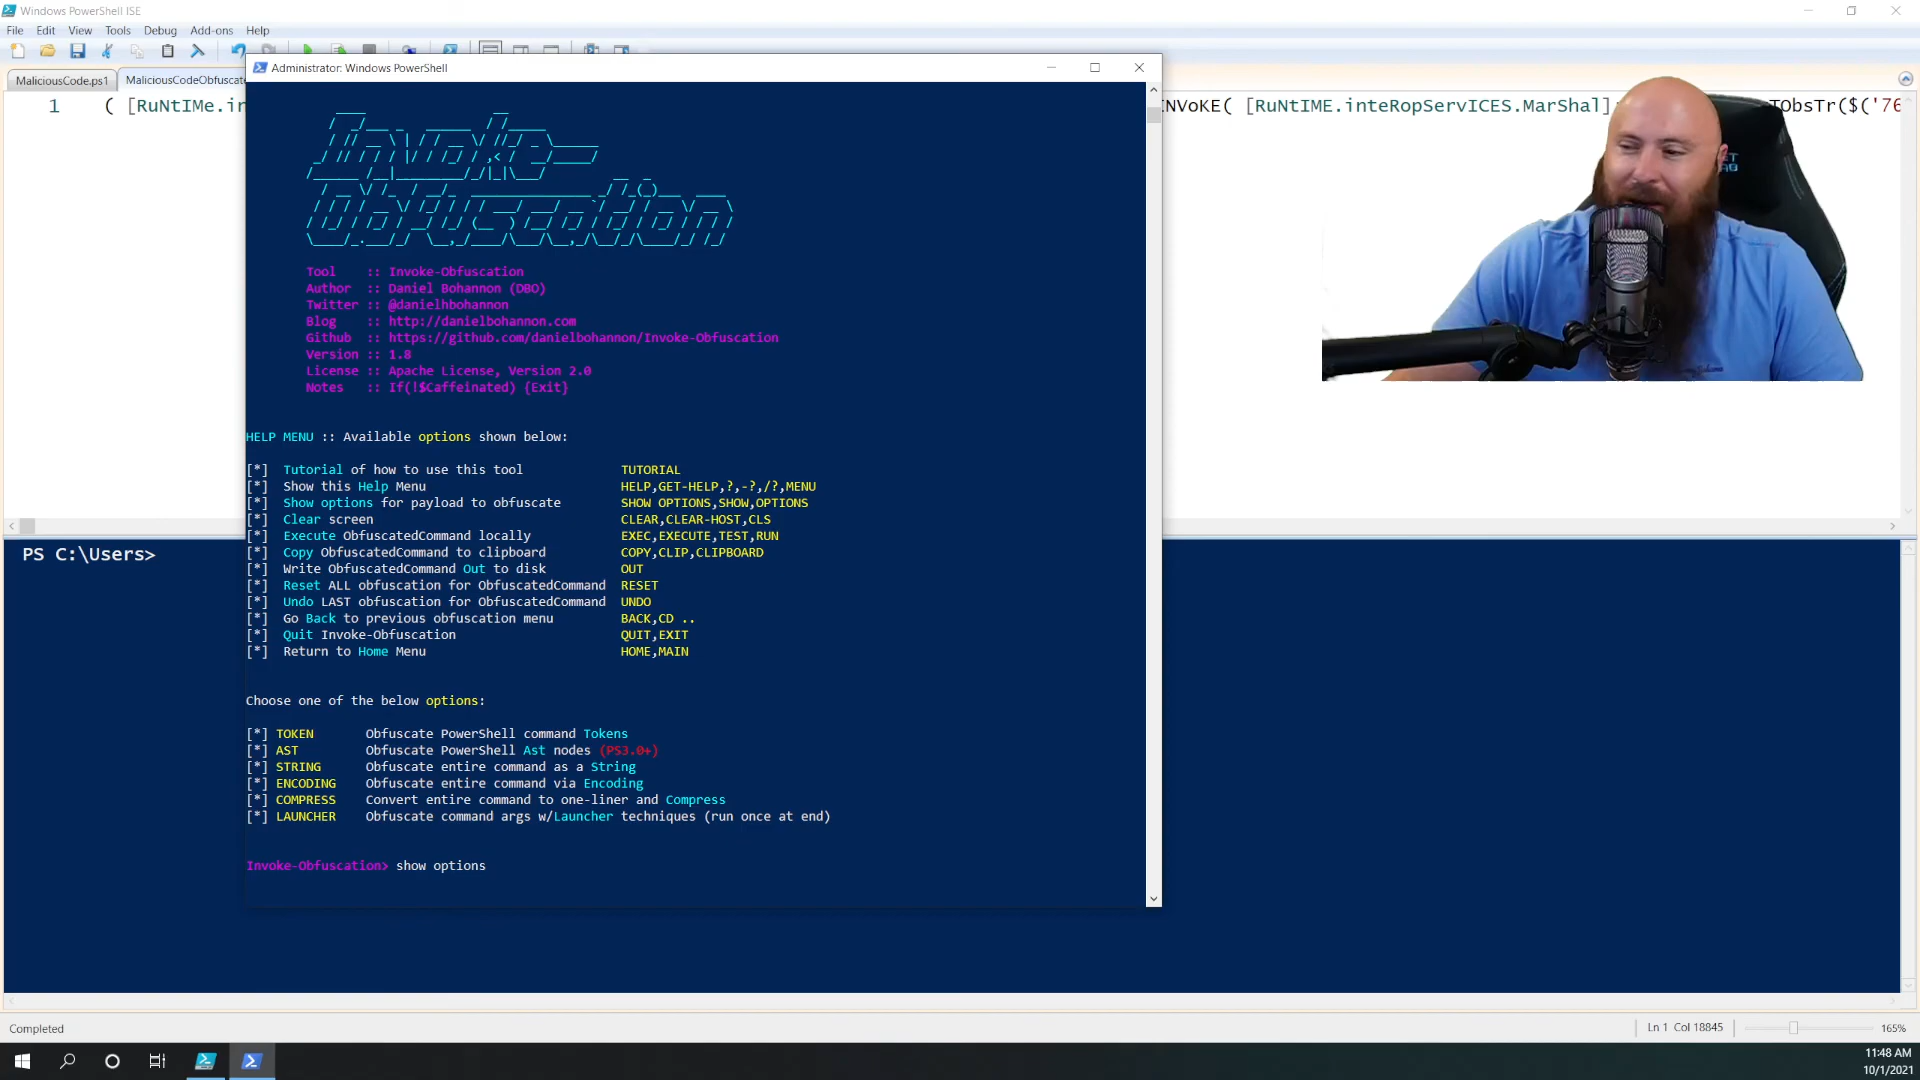 Windows PowerShell ISE
File Edit View Tools Debug Add-ons Help
MaliciousCode.ps1 MaliciousCodeObfuscate
1 ( [RuNtIMe.in
NVoKE( [RuNtIME.inteRopServICES.MarShal]
TObsTr($('76
Administrator: Windows PowerShell
Tool :: Invoke-Obfuscation
Author :: Daniel Bohannon (DBO)
Twitter :: @danielhbohannon
Blog :: http://danielbohannon.com
Github :: https://github.com/danielbohannon/Invoke-Obfuscation
Version :: 1.8
License :: Apache License, Version 2.0
Notes :: If(!$Caffeinated) {Exit}
HELP MENU :: Available options shown below:
[*] Tutorial of how to use this tool TUTORIAL
[*] Show this Help Menu HELP,GET-HELP,?,-?,/?,MENU
[*] Show options for payload to obfuscate SHOW OPTIONS,SHOW,OPTIONS
[*] Clear screen CLEAR,CLEAR-HOST,CLS
[*] Execute ObfuscatedCommand locally EXEC,EXECUTE,TEST,RUN
[*] Copy ObfuscatedCommand to clipboard COPY,CLIP,CLIPBOARD
[*] Write ObfuscatedCommand Out to disk OUT
[*] Reset ALL obfuscation for ObfuscatedCommand RESET
[*] Undo LAST obfuscation for ObfuscatedCommand UNDO
[*] Go Back to previous obfuscation menu BACK,CD ..
[*] Quit Invoke-Obfuscation QUIT,EXIT
[*] Return to Home Menu HOME,MAIN
Choose one of the below options:
[*] TOKEN Obfuscate PowerShell command Tokens
[*] AST Obfuscate PowerShell Ast nodes (PS3.0+)
[*] STRING Obfuscate entire command as a String
[*] ENCODING Obfuscate entire command via Encoding
[*] COMPRESS Convert entire command to one-liner and Compress
[*] LAUNCHER Obfuscate command args w/Launcher techniques (run once at end)
Invoke-Obfuscation> show options
PS C:\Users>
Completed
Ln 1 Col 18845
165%
11:48 AM
10/1/2021